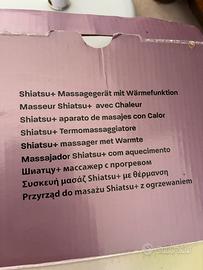 Shiatsu+ Massagegerät mit Wärmefunktion
Masseur Shiatsu+ avec Chaleur
Shiatsu+ aparato de masajes con Calor
Shiatsu+ Termomassaggiatore
Shiatsu+ massager met Warmte
Massajador Shiatsu+ com aquecimento
Шиатцу+ массажер с прогревом
Συσκευή μασάζ Shiatsu+ με θέρμανση
Przyrząd do masażu Shiatsu+ z ogrzewaniem